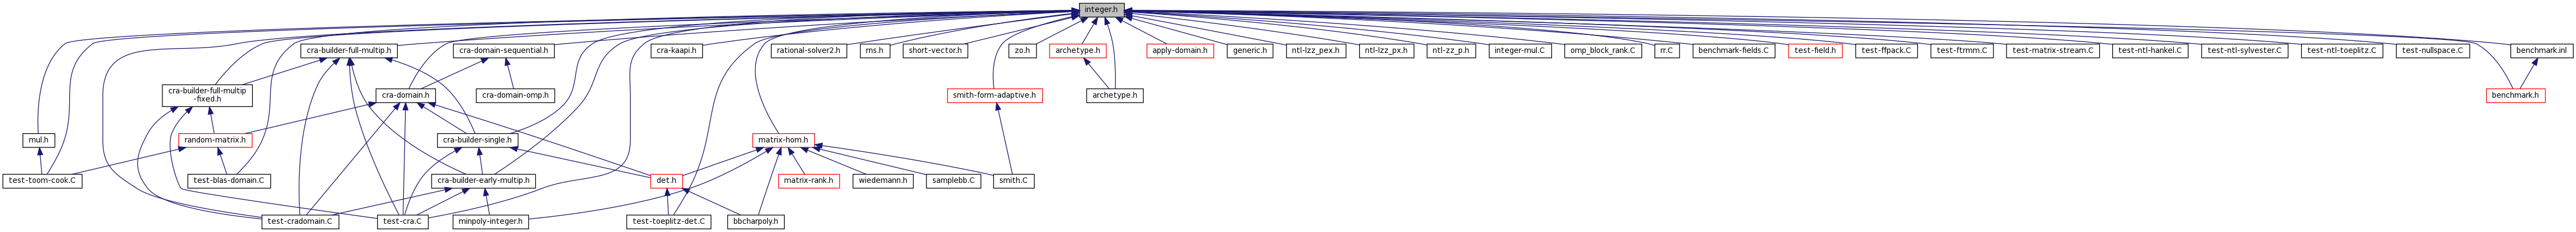 integer.h
cra-builder-full-multip.h
cra-domain-sequential.h
cra-kaapi.h
rational-solver2.h
ms.h
short-vector.h
zo.h
archetype.h
apply-domain.h
generic.h
ntl-lzz_pex.h
ntl-lzz_px.h
ntl-zz_p.h
integer-mul.C
omp_block_rank.C
rr.C
benchmark-fields.C
test-field.h
test-ffpack.C
test-ftrmm.C
test-matrix-stream.C
test-ntl-hankel.C
test-ntl-sylvester.C
test-ntl-toeplitz.C
test-nullspace.C
benchmark.inl
cra-builder-full-multip
-fixed.h
cra-domain.h
cra-domain-omp.h
smith-form-adaptive.h
archetype.h
benchmark.h
mul.h
random-matrix.h
cra-builder-single.h
matrix-hom.h
test-toom-cook.C
test-blas-domain.C
cra-builder-early-multip.h
det.h
matrix-rank.h
wiedemann.h
samplebb.C
smith.C
test-cradomain.C
test-cra.C
minpoly-integer.h
test-toeplitz-det.C
bbcharpoly.h